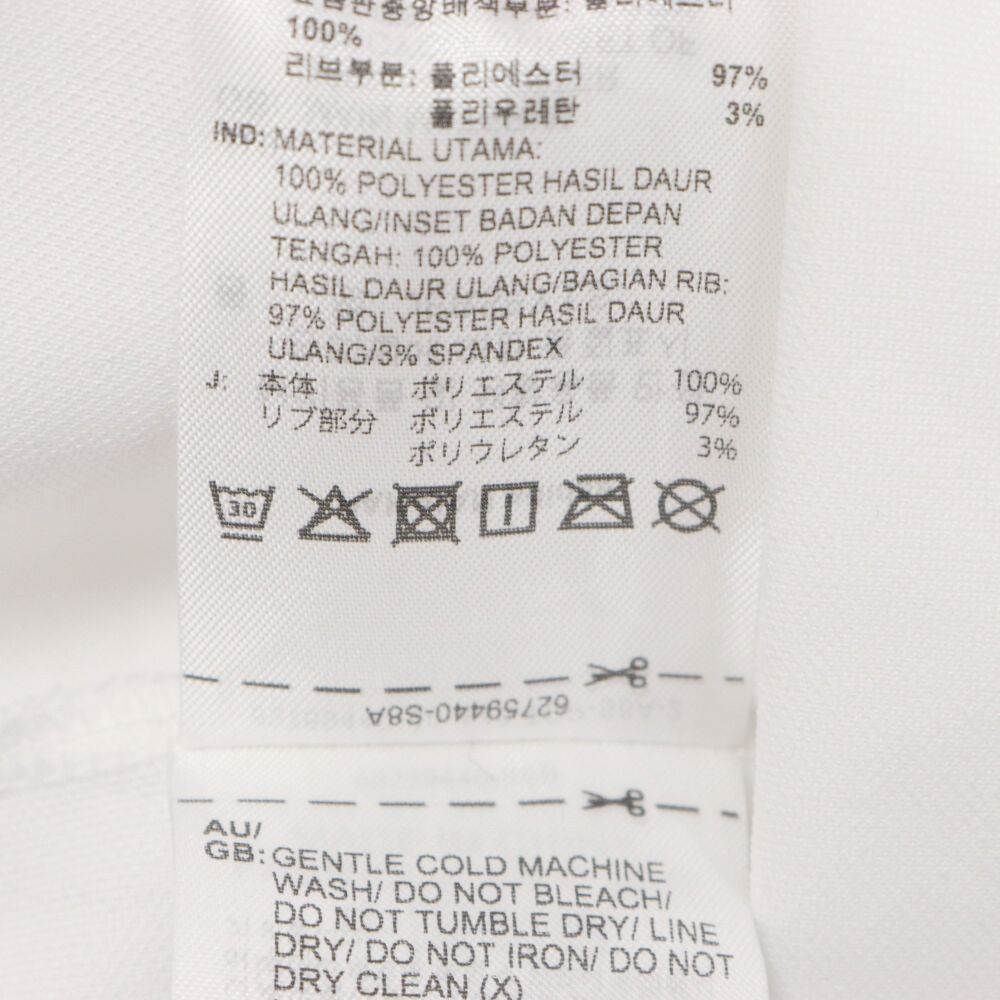 100%
리브부분: 폴리에스터 97%
폴리우레탄 3%
IND: MATERIAL UTAMA:
100% POLYESTER HASIL DAUR
ULANG/INSET BADAN DEPAN
TENGAH: 100% POLYESTER
HASIL DAUR ULANG/BAGIAN RIB:
97% POLYESTER HASIL DAUR
ULANG/3% SPANDEX
J: 本体 ポリエステル 100%
リブ部分 ポリエステル 97%
ポリウレタン 3%
30
62759440-S8A
AU/
GB: GENTLE COLD MACHINE
WASH/ DO NOT BLEACH/
DO NOT TUMBLE DRY/ LINE
DRY/ DO NOT IRON/ DO NOT
DRY CLEAN (X)